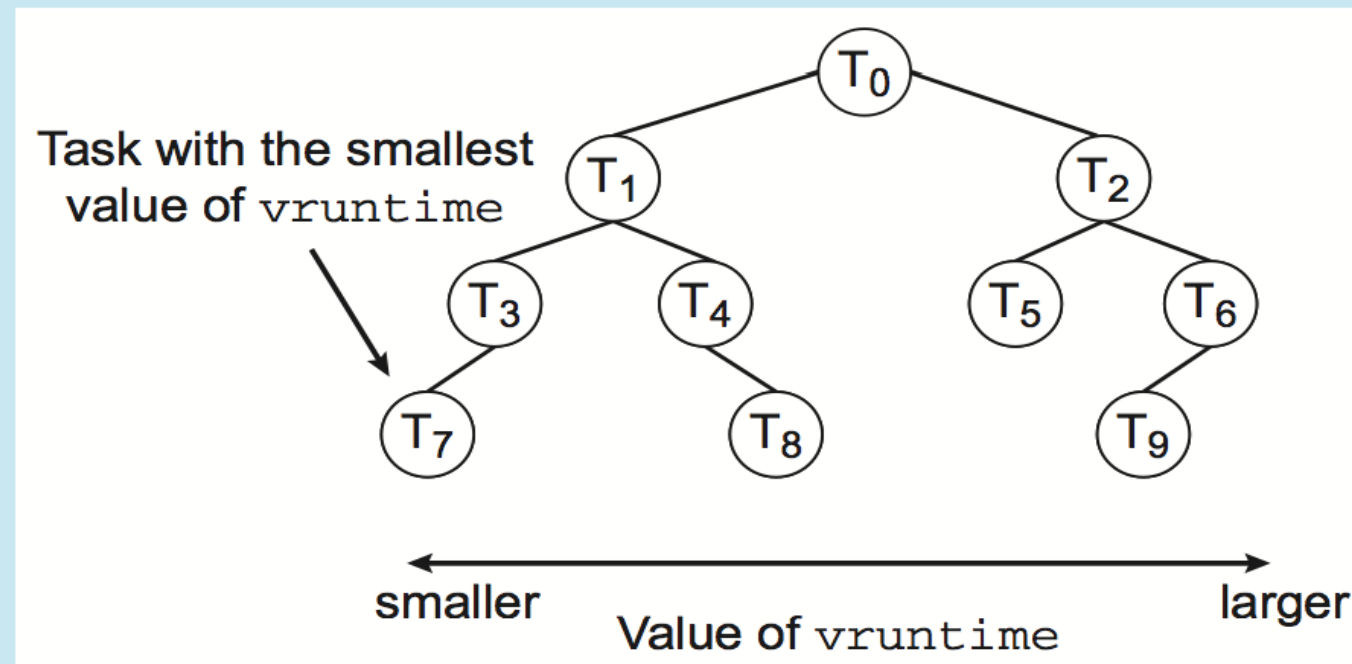 T0
Task with the smallest
value of vruntime
T1
T2
T3
T4
T5
T6
T7
T8
T9
smaller
larger
Value of vruntime